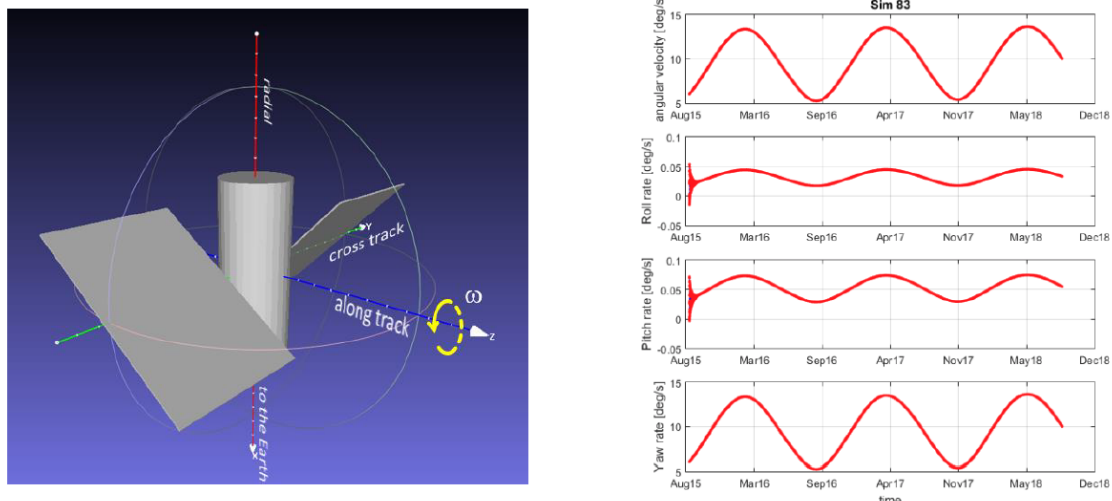 radial
Y
cross track
along track
ω
z
to the Earth
x
Sim 83
angular velocity [deg/s]
15
10
5
Aug15 Mar16 Sep16 Apr17 Nov17 May18 Dec18
Roll rate [deg/s]
0.1
0.05
0
-0.05
Aug15 Mar16 Sep16 Apr17 Nov17 May18 Dec18
Pitch rate [deg/s]
0.1
0.05
0
-0.05
Aug15 Mar16 Sep16 Apr17 Nov17 May18 Dec18
Yaw rate [deg/s]
15
10
5
Aug15 Mar16 Sep16 Apr17 Nov17 May18 Dec18
time